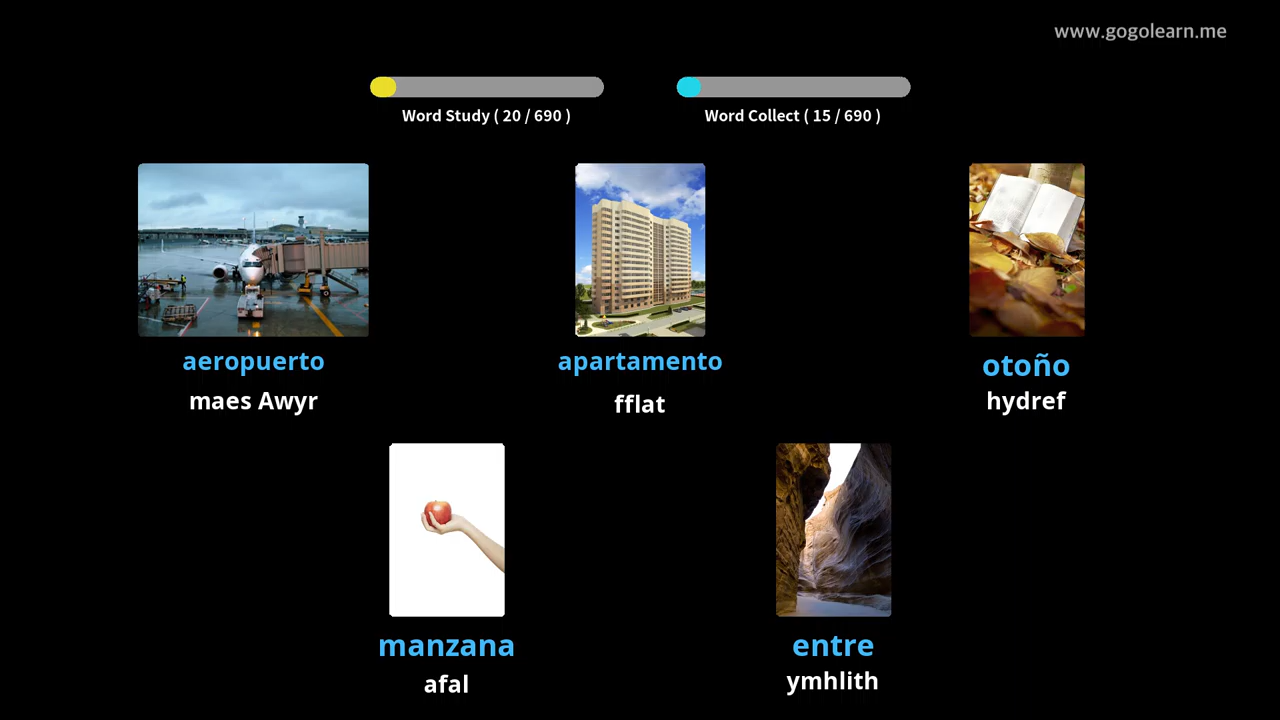 www.gogolearn.me
Word Study ( 20 / 690 )
Word Collect ( 15 / 690 )
aeropuerto
maes Awyr
apartamento
fflat
otoño
hydref
manzana
afal
entre
ymhlith